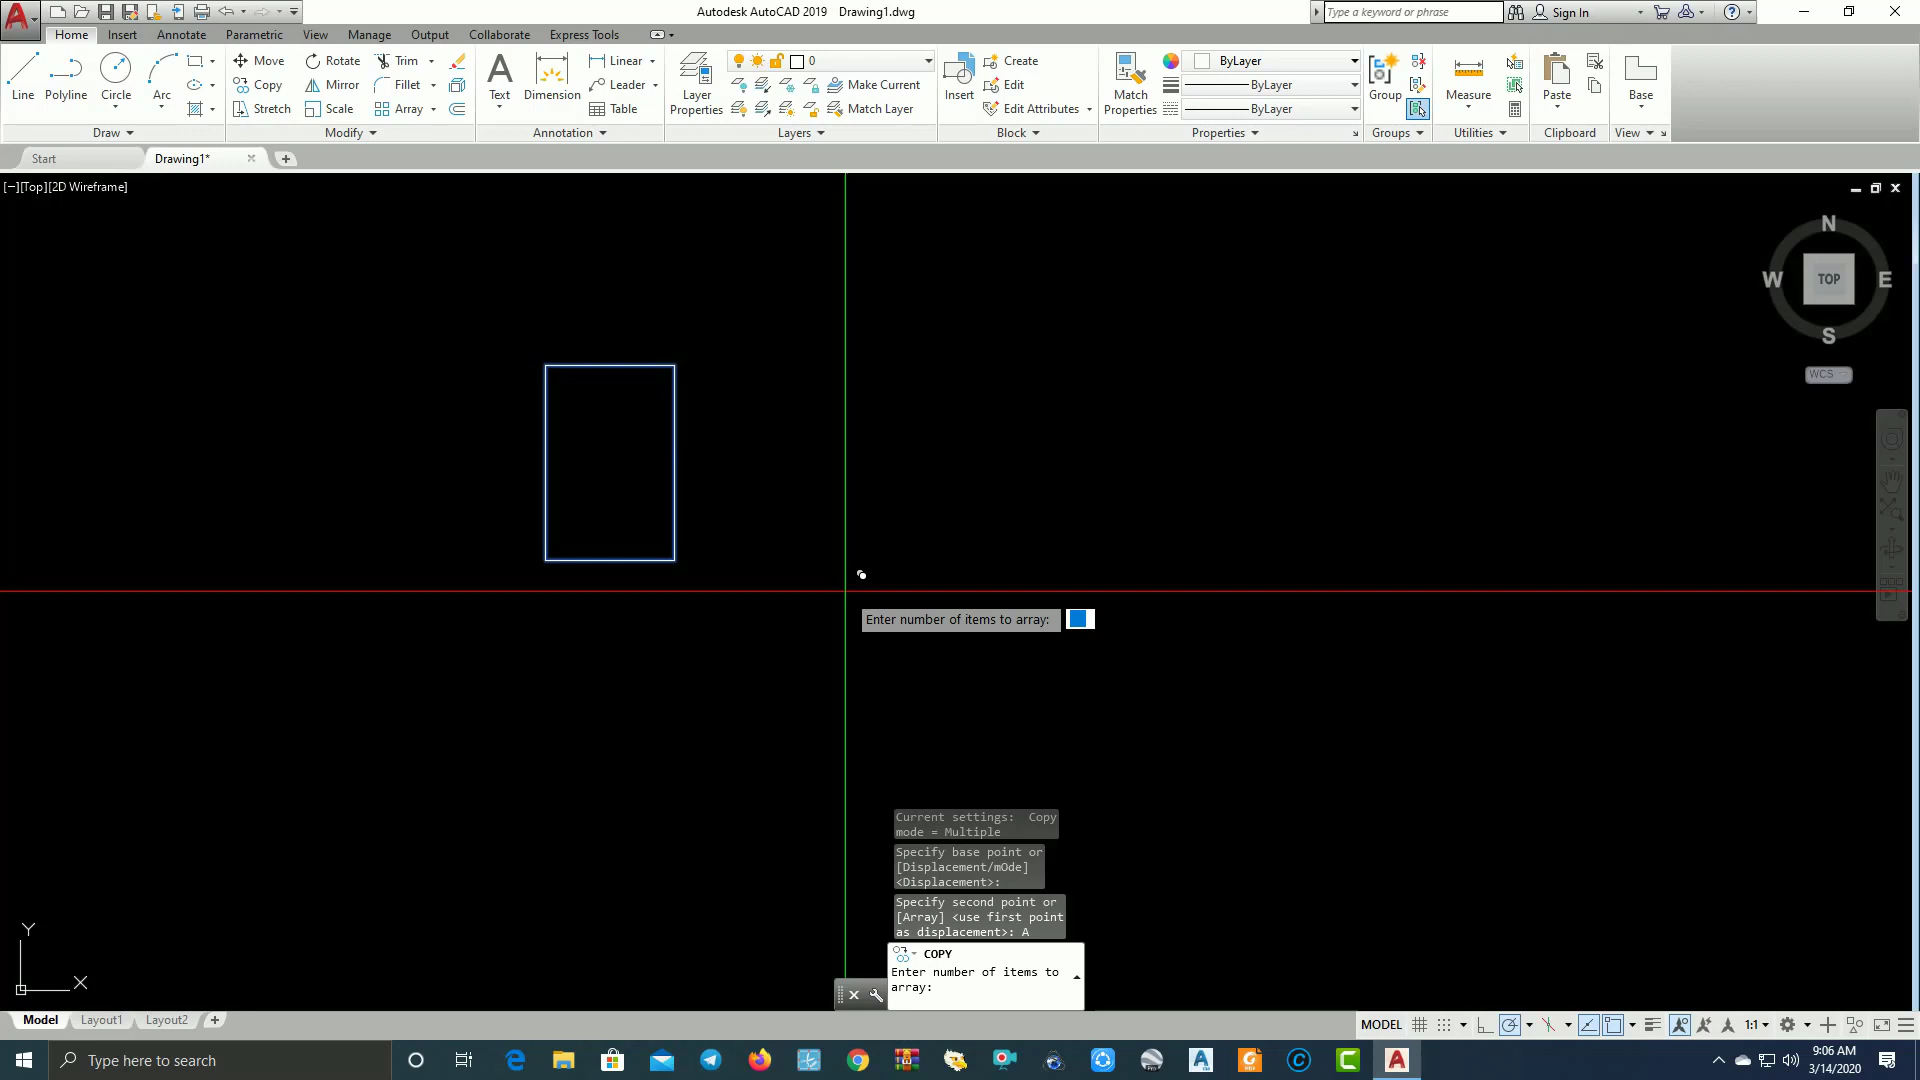 Autodesk AutoCAD 2019 Drawing1.dwg
Type a keyword or phrase
Sign In
Home Insert Annotate Parametric View Manage Output Collaborate Express Tools
Line
Polyline
Circle
Arc
Move
Copy
Stretch
Rotate
Mirror
Scale
Trim
Fillet
Array
Text
Dimension
Linear
Leader
Table
Layer
Properties
0
Make Current
Match Layer
Insert
Create
Edit
Edit Attributes
Match
Properties
ByLayer
ByLayer
ByLayer
Group
Measure
Paste
Base
Draw Modify Annotation Layers Block Properties Groups Utilities Clipboard View
Start Drawing1*
[−][Top][2D Wireframe]
N
W TOP E
S
WCS
Enter number of items to array:
Current settings: Copy
mode = Multiple
Specify base point or
[Displacement/mOde]
<Displacement>:
Specify second point or
[Array] <use first point
as displacement>: A
COPY
Enter number of items to
array:
Y
X
Model Layout1 Layout2
MODEL 1:1
Type here to search
9:06 AM
3/14/2020